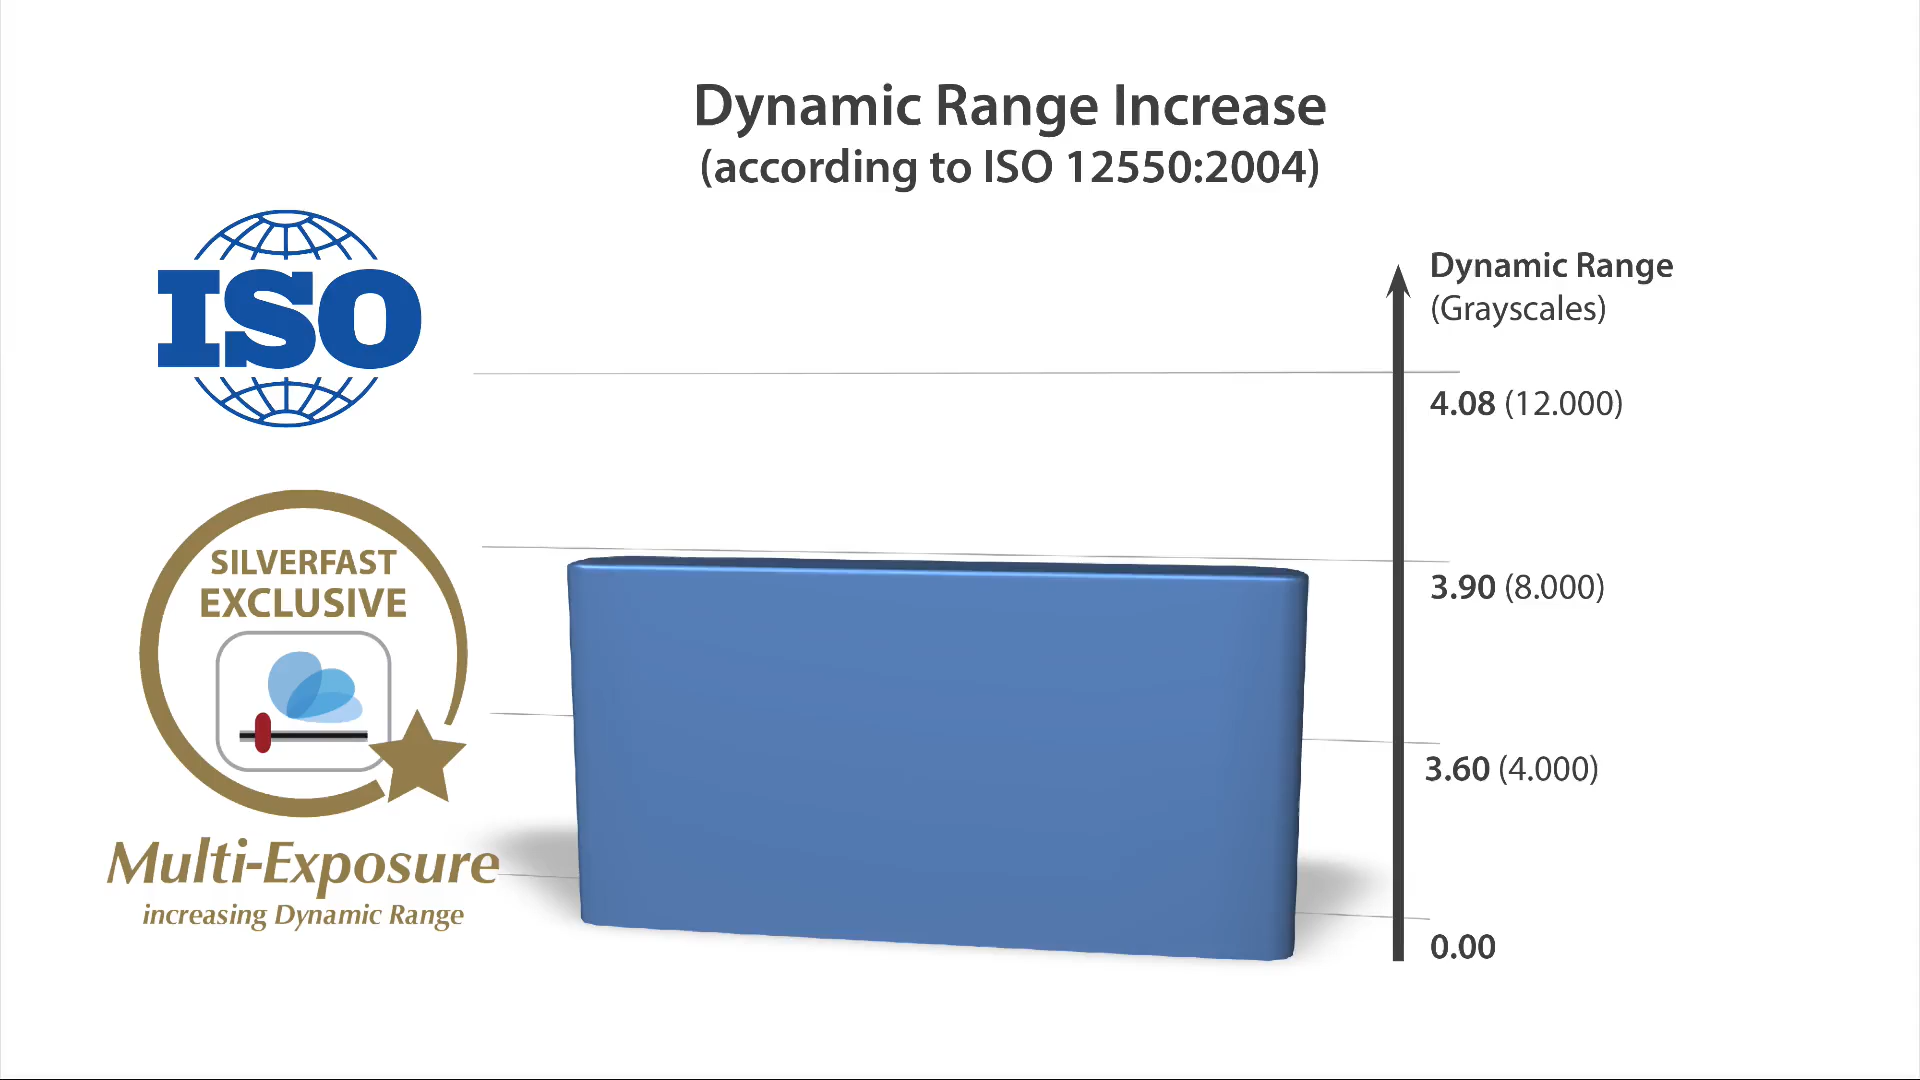 Dynamic Range Increase
(according to ISO 12550:2004)
ISO
SILVERFAST
EXCLUSIVE
Multi-Exposure
increasing Dynamic Range
Dynamic Range
(Grayscales)
4.08 (12.000)
3.90 (8.000)
3.60 (4.000)
0.00